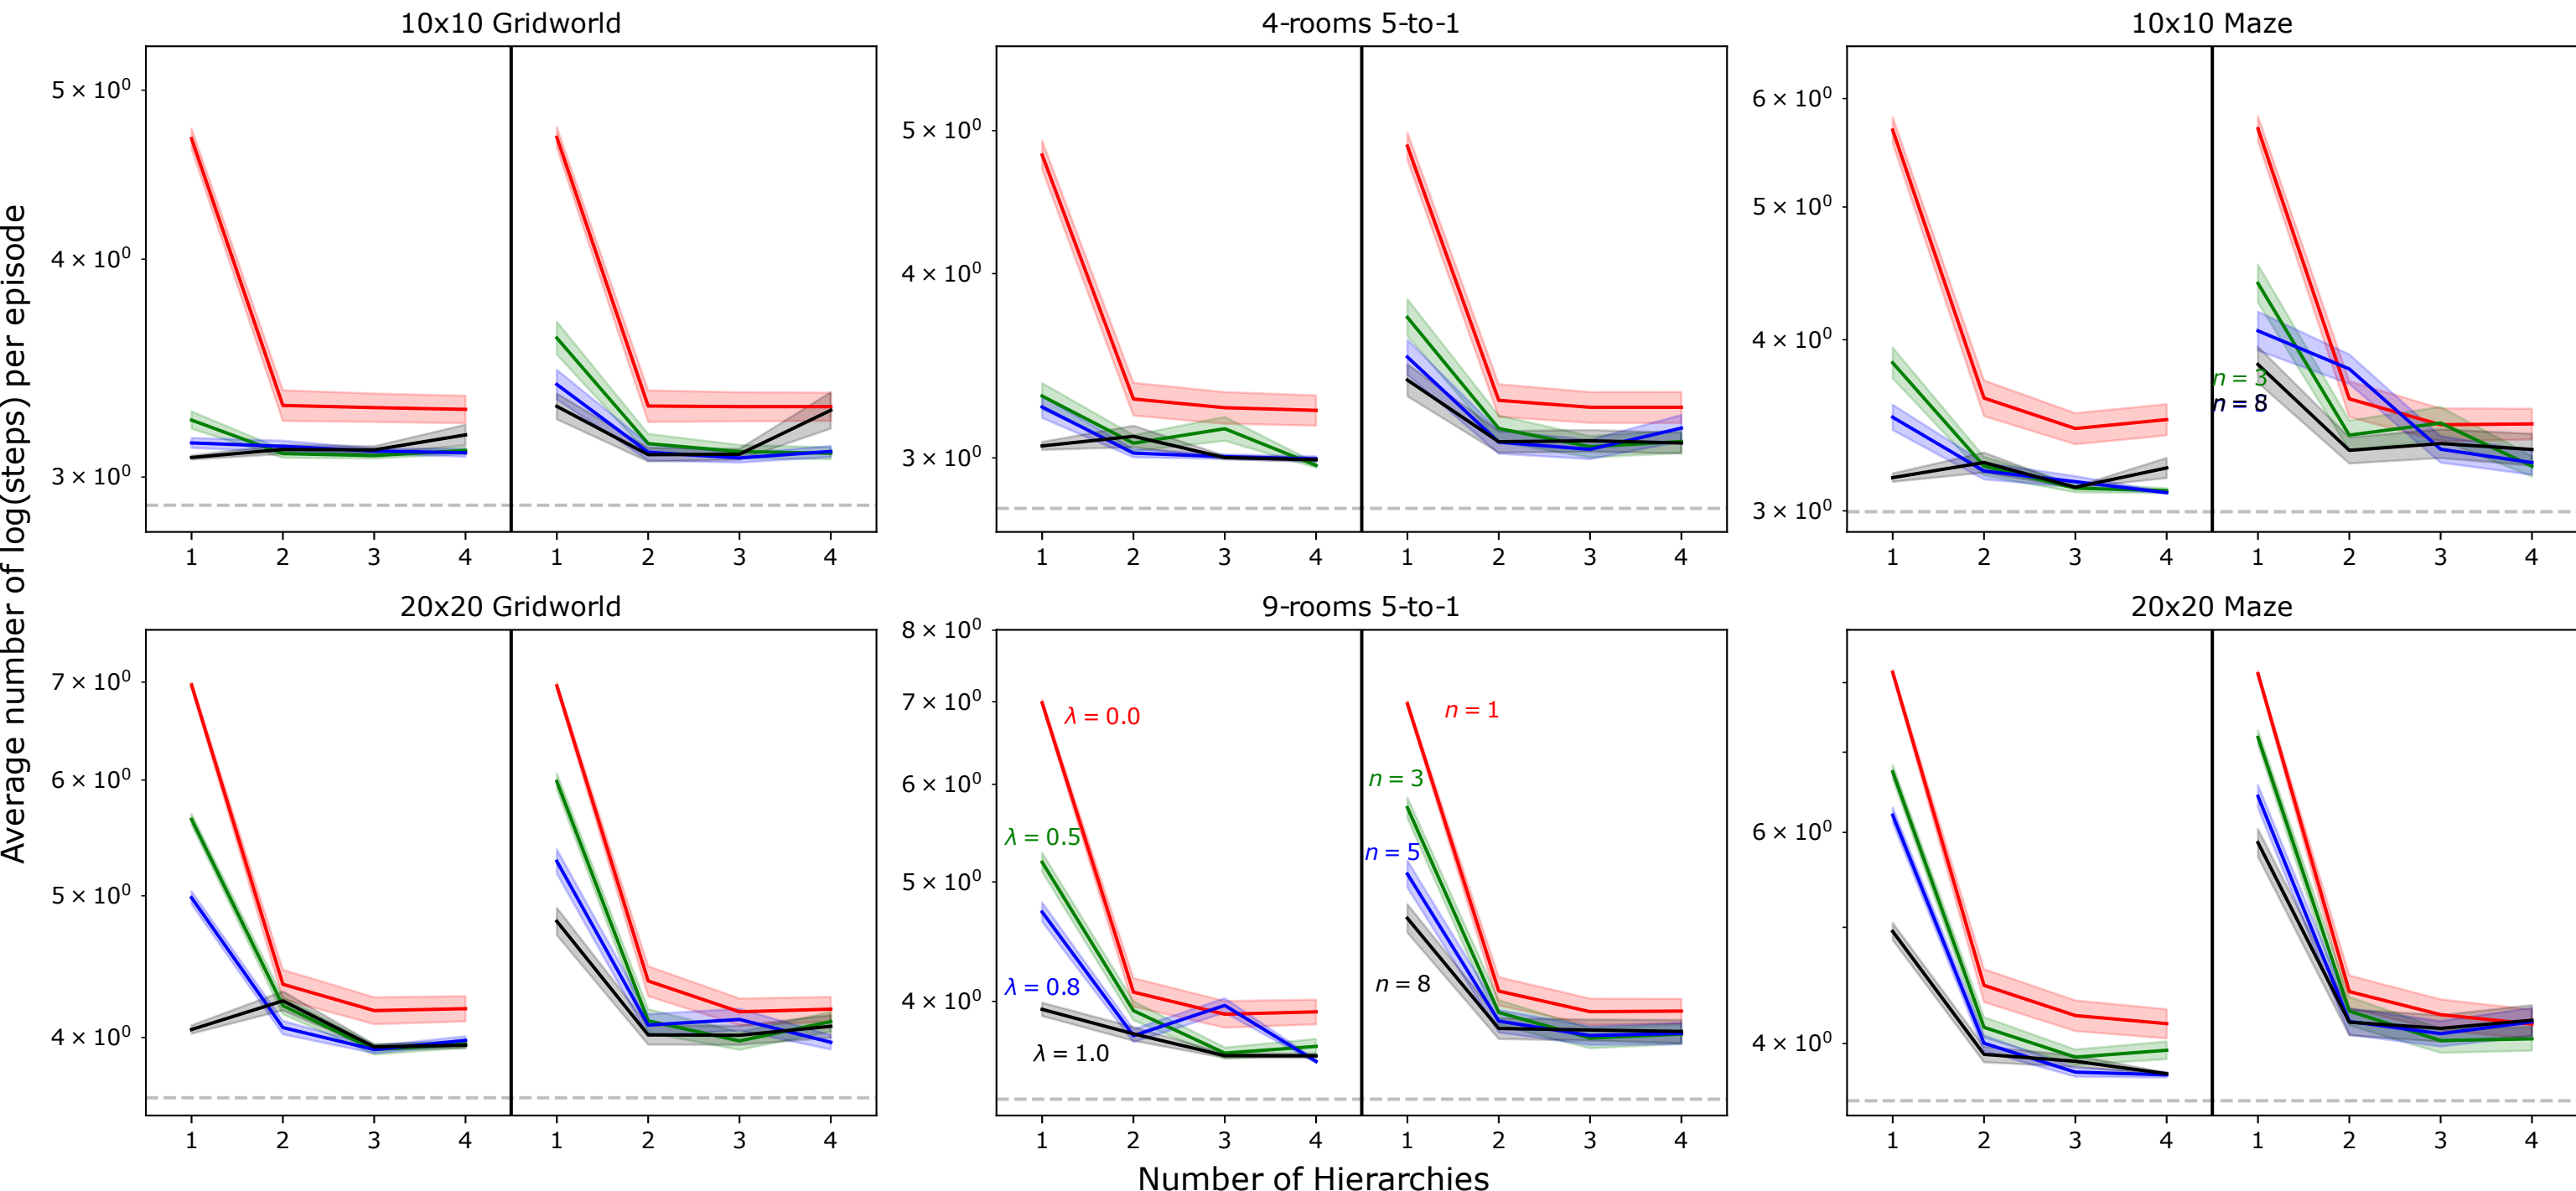 10x10 Gridworld
4-rooms 5-to-1
10x10 Maze
Average number of log(steps) per episode
5 × 10⁰
4 × 10⁰
3 × 10⁰
1 2 3 4 1 2 3 4
5 × 10⁰
4 × 10⁰
3 × 10⁰
1 2 3 4 1 2 3 4
6 × 10⁰
5 × 10⁰
4 × 10⁰
3 × 10⁰
n = 3
n = 8
1 2 3 4 1 2 3 4
20x20 Gridworld
9-rooms 5-to-1
20x20 Maze
7 × 10⁰
6 × 10⁰
5 × 10⁰
4 × 10⁰
1 2 3 4 1 2 3 4
8 × 10⁰
7 × 10⁰
6 × 10⁰
5 × 10⁰
4 × 10⁰
λ = 0.0
λ = 0.5
λ = 0.8
λ = 1.0
n = 1
n = 3
n = 5
n = 8
1 2 3 4 1 2 3 4
6 × 10⁰
4 × 10⁰
1 2 3 4 1 2 3 4
Number of Hierarchies